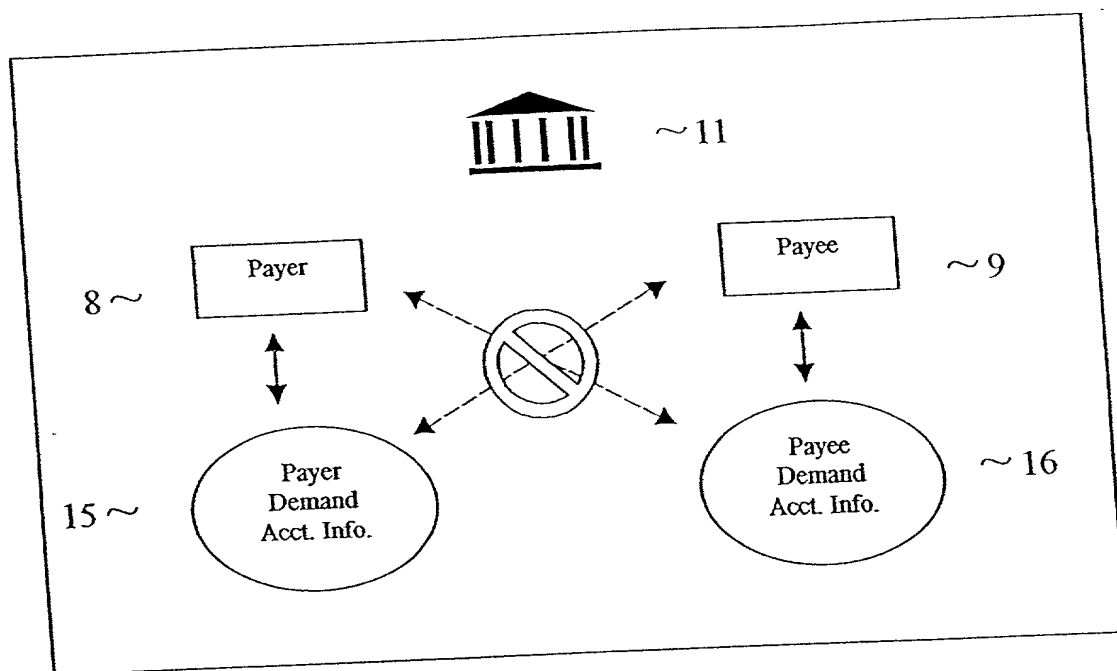 ~ 11
Payer
Payee
8 ~
~ 9
Payer
Demand
Acct. Info.
Payee
Demand
Acct. Info.
15 ~
~ 16